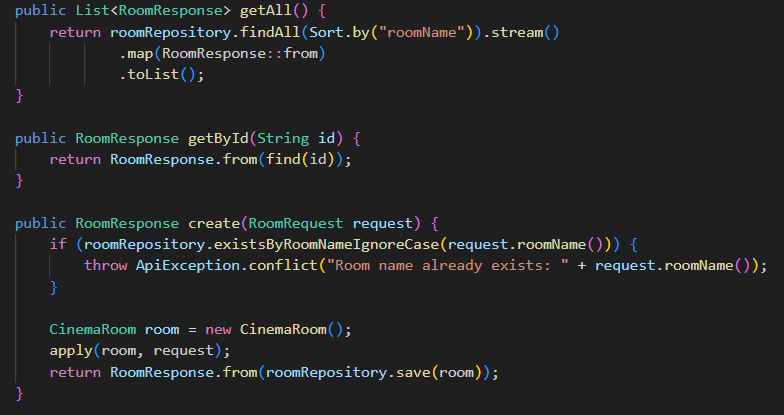 public List<RoomResponse> getAll() {
    return roomRepository.findAll(Sort.by("roomName")).stream()
            .map(RoomResponse::from)
            .toList();
}

public RoomResponse getById(String id) {
    return RoomResponse.from(find(id));
}

public RoomResponse create(RoomRequest request) {
    if (roomRepository.existsByRoomNameIgnoreCase(request.roomName())) {
        throw ApiException.conflict("Room name already exists: " + request.roomName());
    }

    CinemaRoom room = new CinemaRoom();
    apply(room, request);
    return RoomResponse.from(roomRepository.save(room));
}